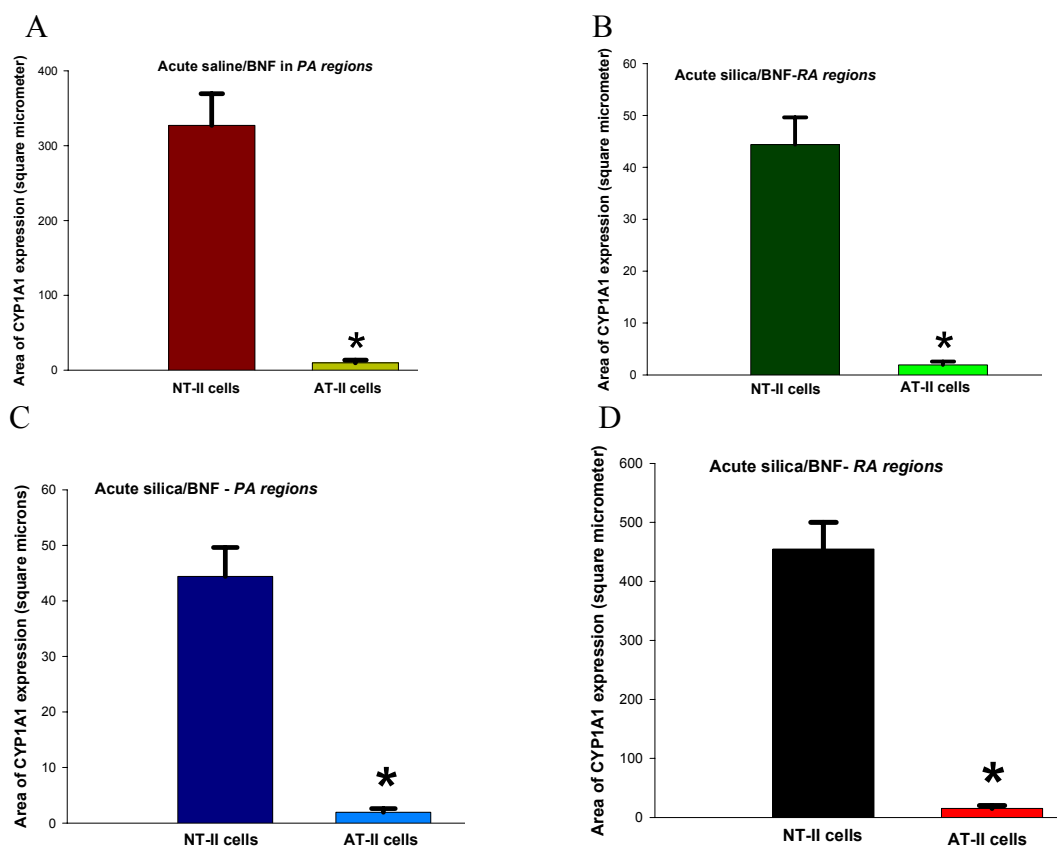 A
Acute saline/BNF in PA regions
Area of CYP1A1 expression (square micrometer)
400
300
200
100
0
*
NT-II cells
AT-II cells
B
Acute silica/BNF-RA regions
Area of CYP1A1 expression (square micrometer)
60
50
40
30
20
10
0
*
NT-II cells
AT-II cells
C
Acute silica/BNF - PA regions
Area of CYP1A1 expression (square microns)
60
50
40
30
20
10
0
*
NT-II cells
AT-II cells
D
Acute silica/BNF- RA regions
Area of CYP1A1 expression (square micrometer)
600
500
400
300
200
100
0
*
NT-II cells
AT-II cells